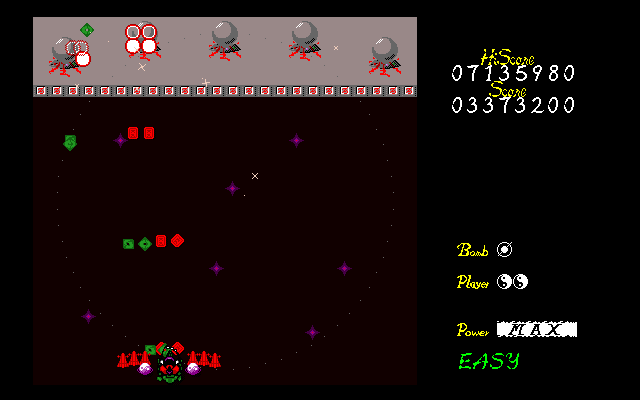 HiScore
07135980
Score
03373200
Bomb
Player
Power MAX
EASY